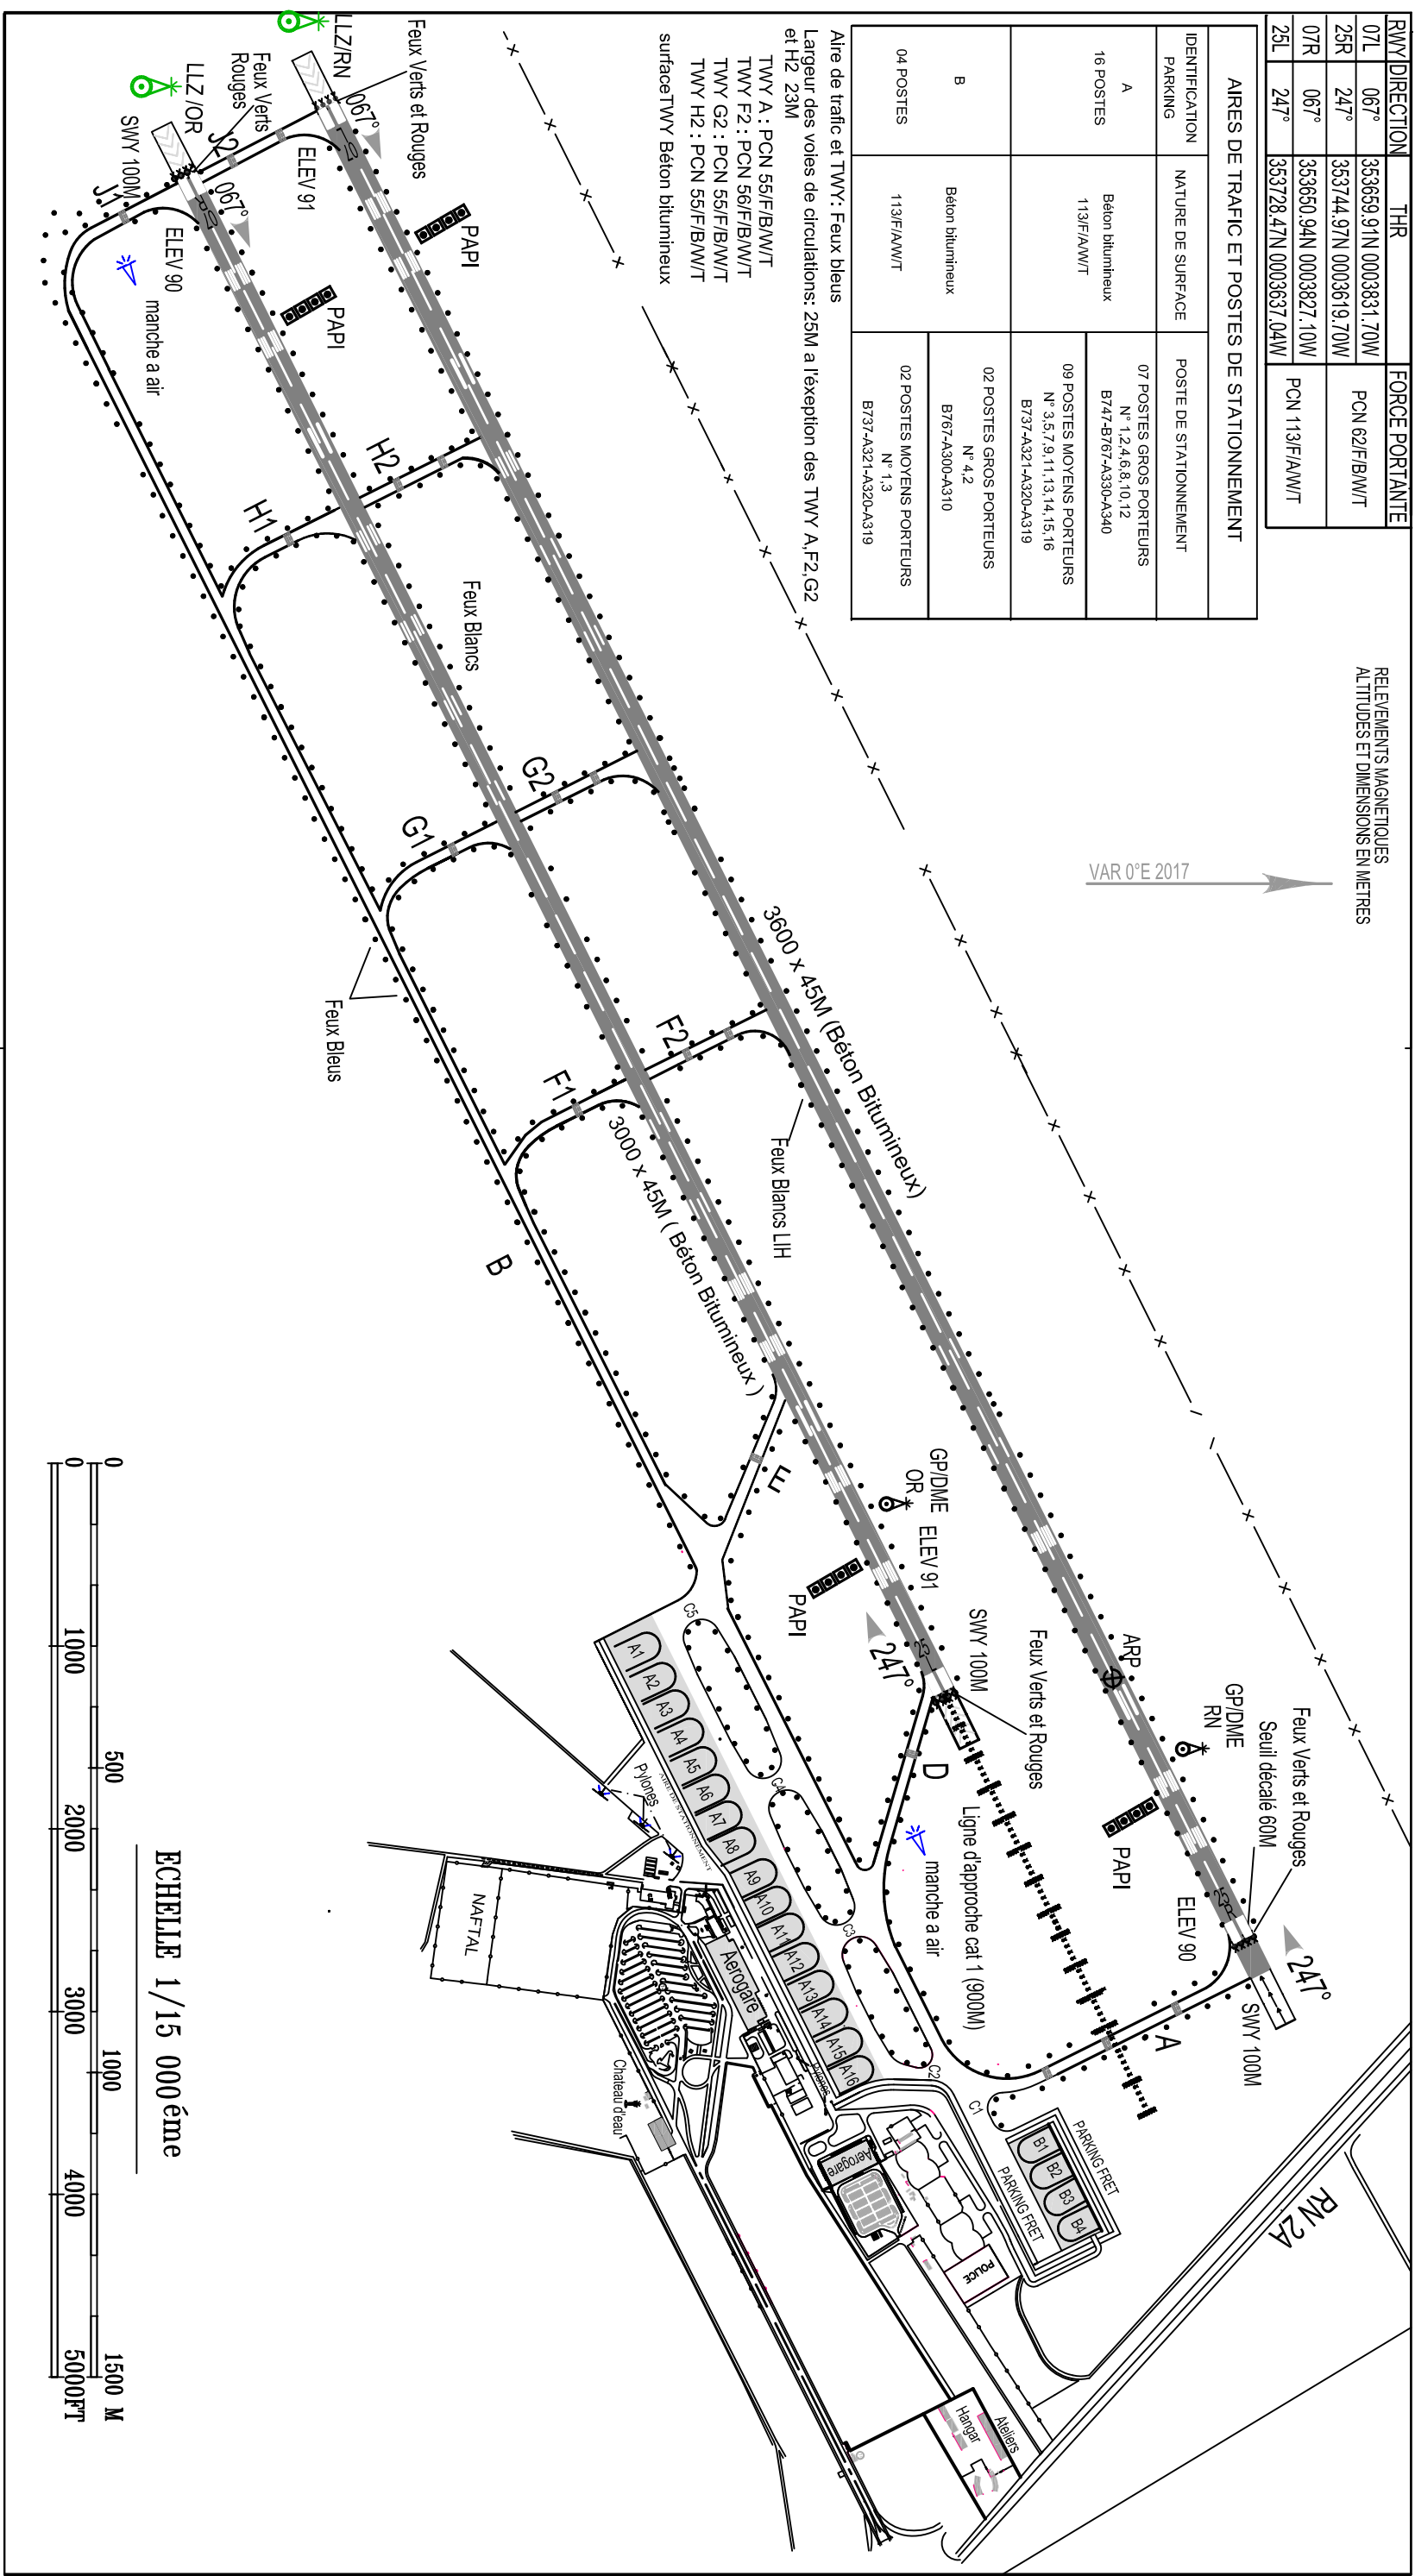 RWY DIRECTION THR FORCE PORTANTE
07L 067° 353659.91N 0003831.70W PCN 62/F/B/W/T
25R 247° 353744.97N 0003619.70W
07R 067° 353650.94N 0003827.10W PCN 113/F/A/W/T
25L 247° 353728.47N 0003637.04W
AIRES DE TRAFIC ET POSTES DE STATIONNEMENT
IDENTIFICATION PARKING
NATURE DE SURFACE
POSTE DE STATIONNEMENT
A
16 POSTES
Béton bitumineux
113/F/A/W/T
07 POSTES GROS PORTEURS
N° 1,2,4,6,8,10,12
B747-B767-A330-A340
09 POSTES MOYENS PORTEURS
N° 3,5,7,9,11,13,14,15,16
B737-A321-A320-A319
B
04 POSTES
Béton bitumineux
113/F/A/W/T
02 POSTES GROS PORTEURS
N° 4,2
B767-A300-A310
02 POSTES MOYENS PORTEURS
N° 1,3
B737-A321-A320-A319
Aire de trafic et TWY: Feux bleus
Largeur des voies de circulations: 25M a l'éxeption des TWY A,F2,G2
et H2 23M
TWY A : PCN 55/F/B/W/T
TWY F2 : PCN 56/F/B/W/T
TWY G2 : PCN 55/F/B/W/T
TWY H2 : PCN 55/F/B/W/T
surfaceTWY Béton bitumineux
RELEVEMENTS MAGNETIQUES
ALTITUDES ET DIMENSIONS EN METRES
VAR 0°E 2017
Feux Verts et Rouges
LLZ/RN
067°
07L
PAPI
ELEV 91
Feux Verts
Rouges
LLZ /OR
J2
067°
07R
SWY 100M
J1
ELEV 90
manche a air
PAPI
H2
H1
Feux Blancs
G2
G1
Feux Bleus
3600 x 45M (Béton Bitumineux)
F2
F1
Feux Blancs LIH
3000 x 45M ( Béton Bitumineux )
B
E
GP/DME
OR
ELEV 91
PAPI
25L
247°
SWY 100M
Feux Verts et Rouges
ARP
GP/DME
RN
Seuil décalé 60M
Feux Verts et Rouges
PAPI
25R
ELEV 90
247°
SWY 100M
D
manche a air
Ligne d'approche cat 1 (900M)
A
C5
C4
C3
C2
C1
A1
A2
A3
A4
A5
A6
A7
A8
A9
A10
A11
A12
A13
A14
A15
A16
AIRE DE STATIONNEMENT
Pylones
Pylones
NAFTAL
Aerogare
Chateau d'eau
Aerogare
B1
B2
B3
B4
PARKING FRET
PARKING FRET
POLICE
RN2A
Hangar
Ateliers
0 500 1000 1500 M
0 1000 2000 3000 4000 5000FT
ECHELLE 1/15 000 éme